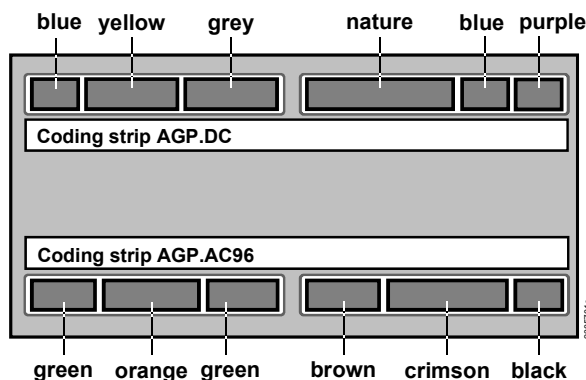 blue yellow grey nature blue purple
Coding strip AGP.DC
Coding strip AGP.AC96
green orange green brown crimson black